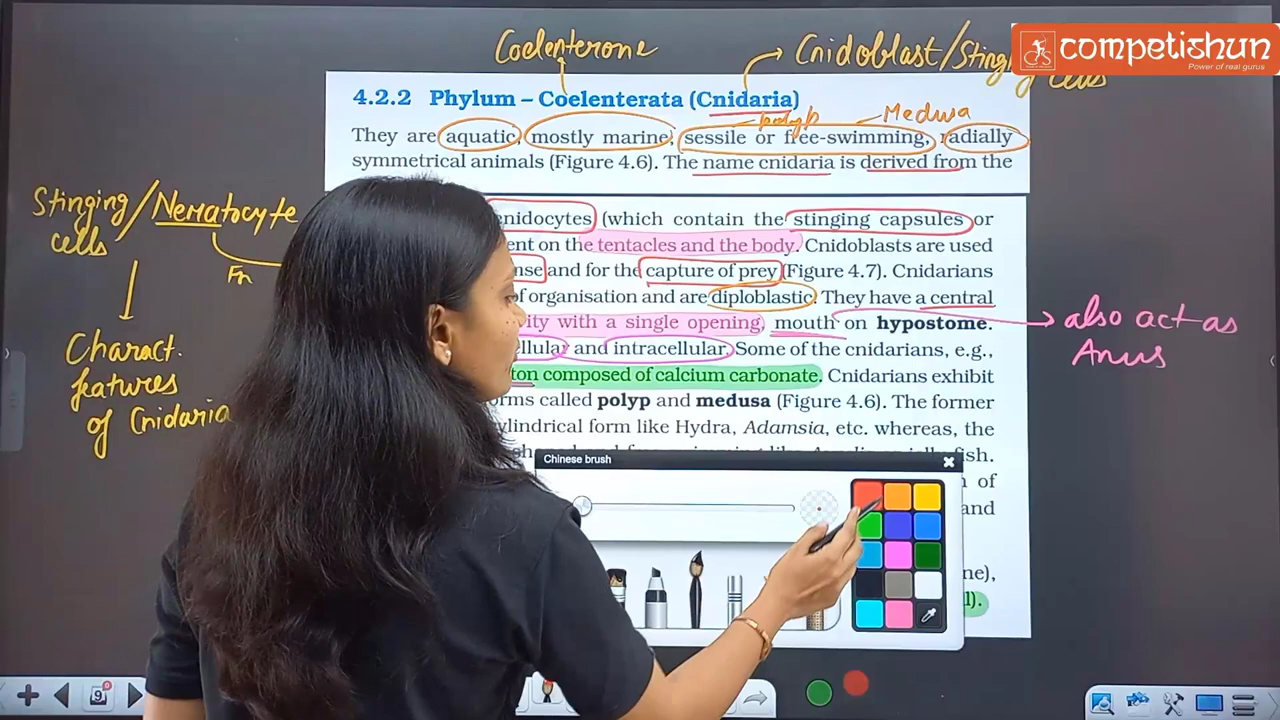 Coelenterone
Cnidoblast/Stinging cells
competishun
Power of real gurus
4.2.2 Phylum – Coelenterata (Cnidaria)
polyp
Medusa
They are aquatic, mostly marine, sessile or free-swimming, radially
symmetrical animals (Figure 4.6). The name cnidaria is derived from the
Stinging/Nematocyte
cells
Fn
Charact.
features
of Cnidaria
cnidocytes (which contain the stinging capsules or
ent on the tentacles and the body. Cnidoblasts are used
nse and for the capture of prey (Figure 4.7). Cnidarians
of organisation and are diploblastic. They have a central
vity with a single opening, mouth on hypostome.
also act as
Anus
ellular and intracellular. Some of the cnidarians, e.g.,
ton composed of calcium carbonate. Cnidarians exhibit
orms called polyp and medusa (Figure 4.6). The former
ylindrical form like Hydra, Adamsia, etc. whereas, the
fish.
Chinese brush
of
and
ne),
l).
9